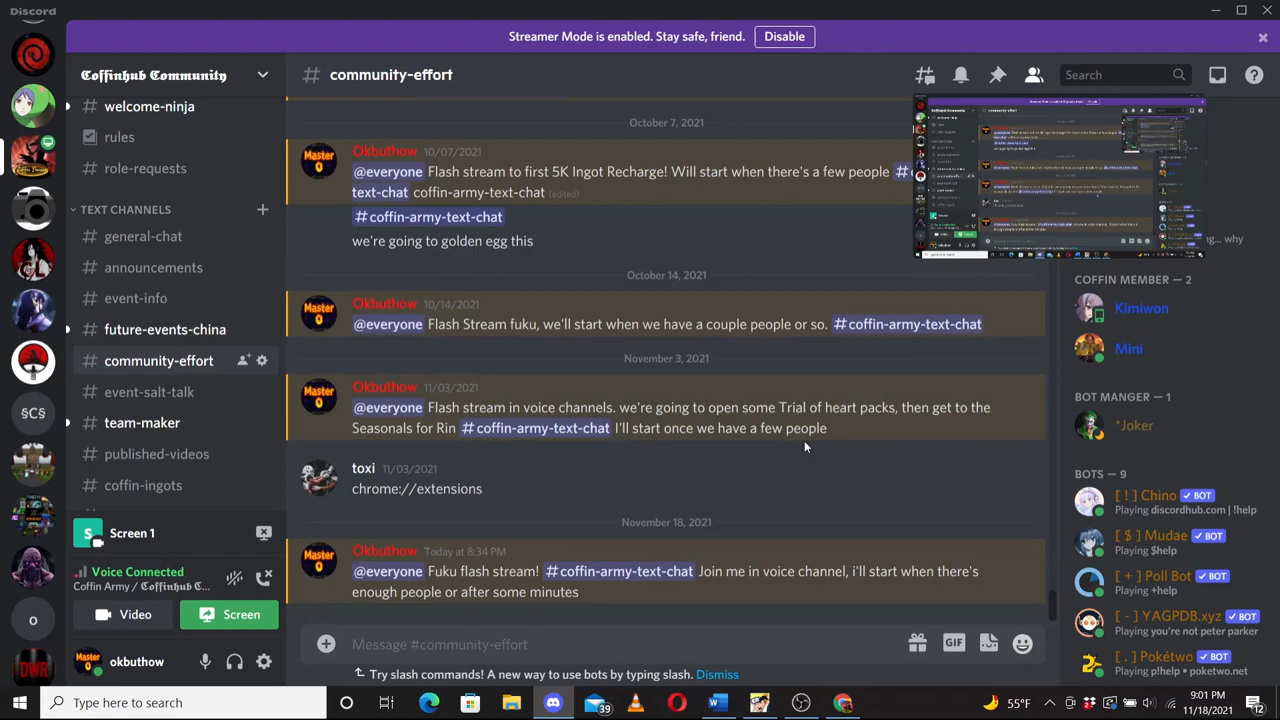 Discord
Streamer Mode is enabled. Stay safe, friend.
Disable
Coffinhub Community
# community-effort
Search
welcome-ninja
rules
role-requests
TEXT CHANNELS
general-chat
announcements
event-info
future-events-china
community-effort
event-salt-talk
team-maker
published-videos
coffin-ingots
October 7, 2021
Okbuthow
to first 5K Ingot Rebharge! Will start when there's a few people #
text-chat coffin-army-text-chat (edited)
#coffin-army-text-chat
we're going to golden egg this
October 14, 2021
Okbuthow 10/14/2021
@everyone Flash Stream fuku, we'll start when we have a couple people or so. #coffin-army-text-chat
November 3, 2021
Okbuthow 11/03/2021
@everyone Flash stream in voice channels. we're going to open some Trial of heart packs, then get to the
Seasonals for Rin #coffin-army-text-chat I'll start once we have a few people
toxi 11/03/2021
chrome://extensions
November 18, 2021
Okbuthow Today at 8:34 PM
@everyone Fuku flash stream! #coffin-army-text-chat Join me in voice channel, i'll start when there's
enough people or after some minutes
Message #community-effort
GIF
Try slash commands! A new way to use bots by typing slash. Dismiss
ng... why
COFFIN MEMBER — 2
Kimiwon
Mini
BOT MANGER — 1
*Joker
BOTS — 9
[ ! ] Chino BOT
Playing discordhub.com | !help
[ $ ] Mudae BOT
Playing $help
[ + ] Poll Bot BOT
Playing +help
[ - ] YAGPDB.xyz BOT
Playing you're not peter parker
[ . ] Pokétwo BOT
Playing p!help • poketwo.net
§C§
o
DWR
S
Screen 1
Voice Connected
Coffin Army / Coffinhub C...
Video
Screen
Master
O
okbuthow
Type here to search
39
55°F
9:01 PM
11/18/2021
12